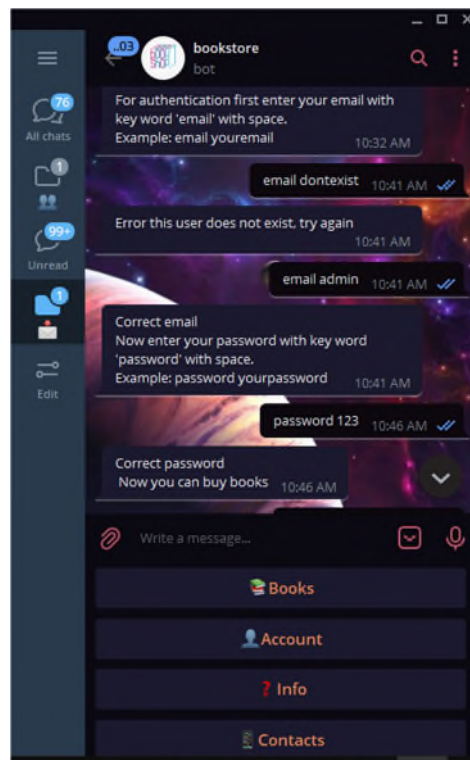 ..03
bookstore
bot
76
All chats
1
99+
Unread
1
Edit
For authentication first enter your email with
key word 'email' with space.
Example: email youremail
10:32 AM
email dontexist 10:41 AM
Error this user does not exist, try again
10:41 AM
email admin 10:41 AM
Correct email
Now enter your password with key word
'password' with space.
Example: password yourpassword 10:41 AM
password 123 10:46 AM
Correct password
Now you can buy books 10:46 AM
Write a message...
Books
Account
? Info
Contacts